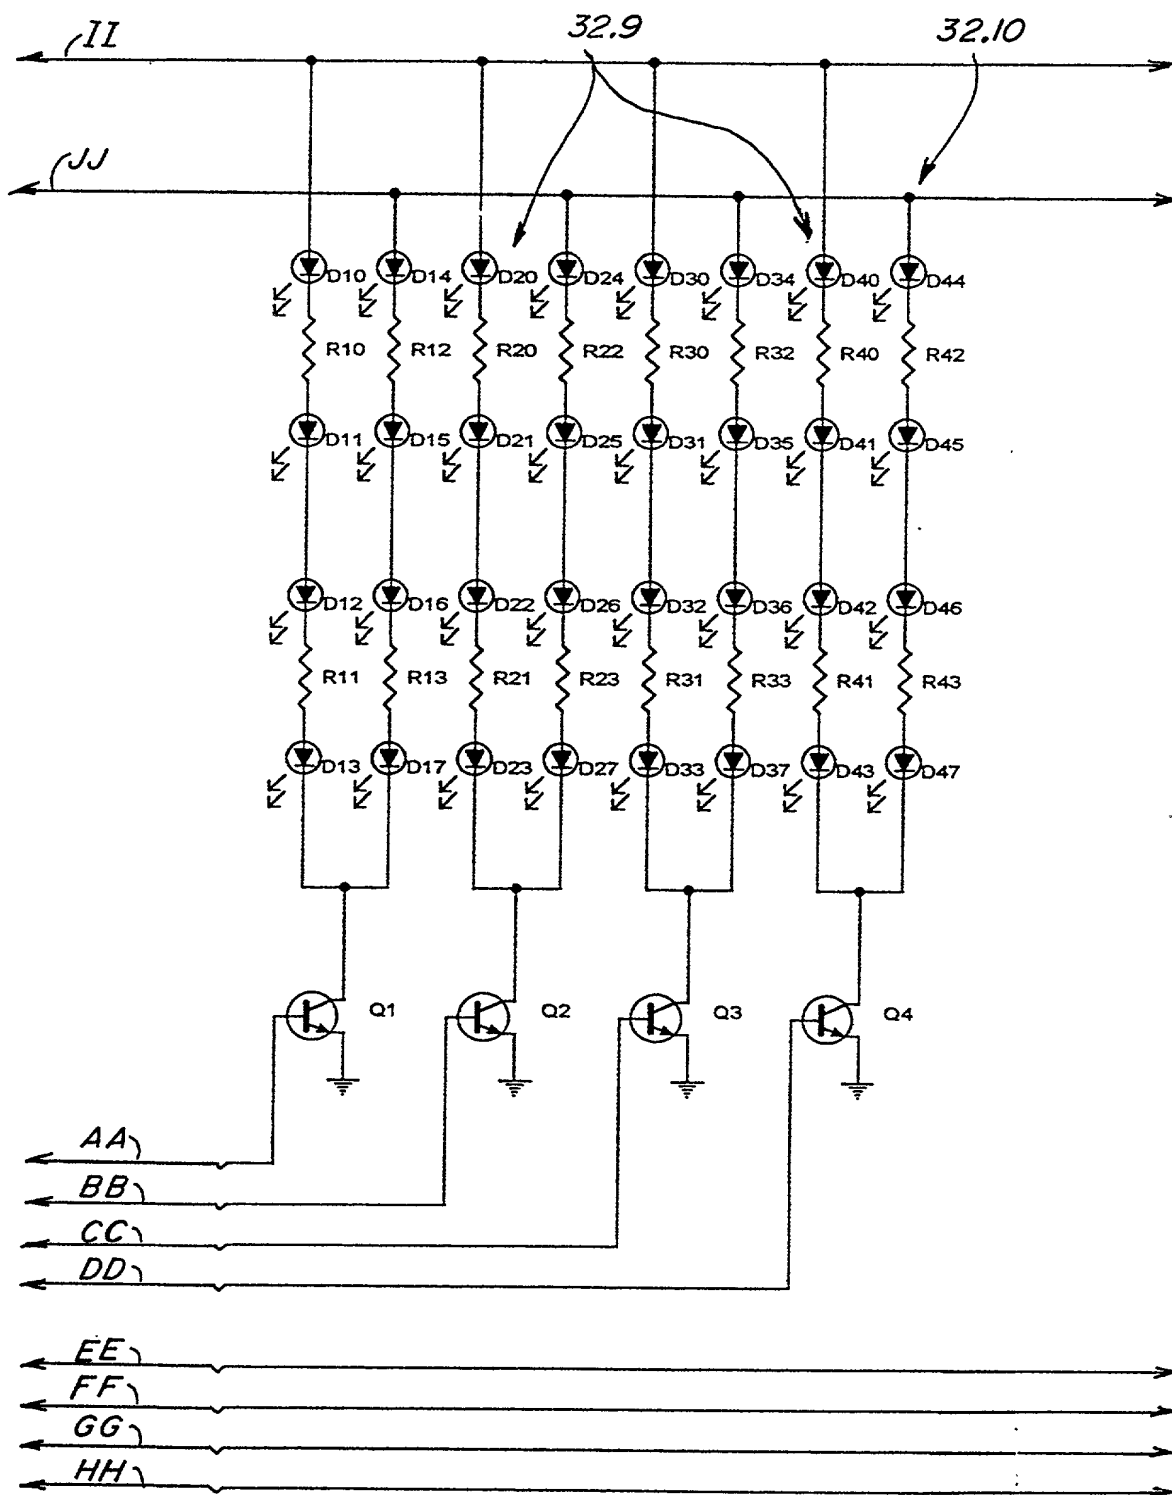 II 32.9 32.10
JJ
D10 D14 D20 D24 D30 D34 D40 D44
R10 R12 R20 R22 R30 R32 R40 R42
D11 D15 D21 D25 D31 D35 D41 D45
D12 D16 D22 D26 D32 D36 D42 D46
R11 R13 R21 R23 R31 R33 R41 R43
D13 D17 D23 D27 D33 D37 D43 D47
Q1 Q2 Q3 Q4
AA
BB
CC
DD
EE
FF
GG
HH